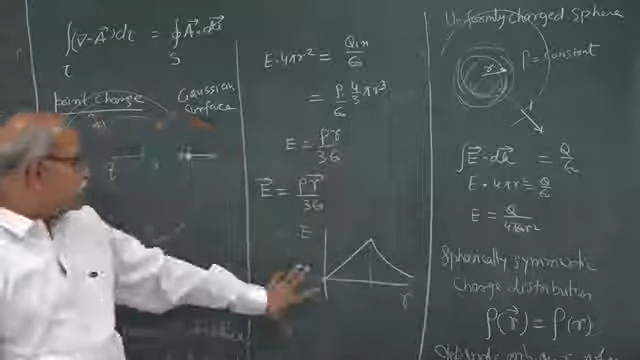 ∫(∇·A⃗)dτ = ∮A⃗·da⃗
τ S
point charge
Gaussian
surface
E·4πr² = Qin/ε₀
= ρ/ε₀ 4/3 πr³
E = ρr/3ε₀
E⃗ = ρr⃗/3ε₀
E
r
Uniformly charged Sphere
r
ρ = constant
∫E⃗·da⃗ = Q/ε₀
E·4πr² = Q/ε₀
E = Q/4πε₀r²
Spherically symmetric
Charge distribution
ρ(r⃗) = ρ(r)